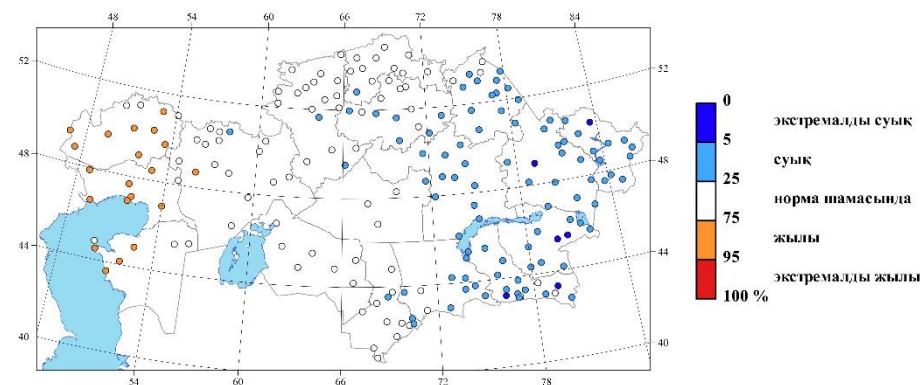 48 54 60 66 72 78 84
52 52
48 48
44 44
40 40
54 60 66 72 78
0
экстремалды суық
5
суық
25
норма шамасында
75
жылы
95
экстремалды жылы
100 %